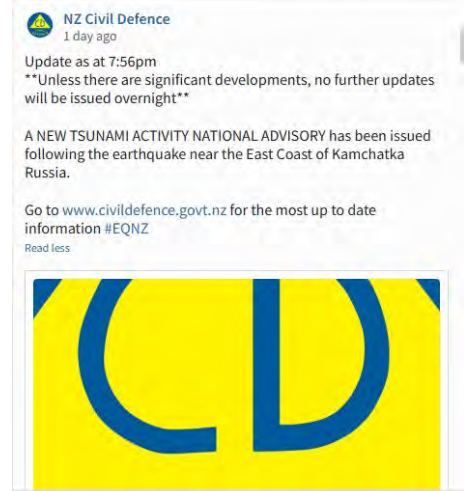 NZ Civil Defence
1 day ago
Update as at 7:56pm
**Unless there are significant developments, no further updates
will be issued overnight**
A NEW TSUNAMI ACTIVITY NATIONAL ADVISORY has been issued
following the earthquake near the East Coast of Kamchatka
Russia.
Go to www.civildefence.govt.nz for the most up to date
information #EQNZ
Read less
CD